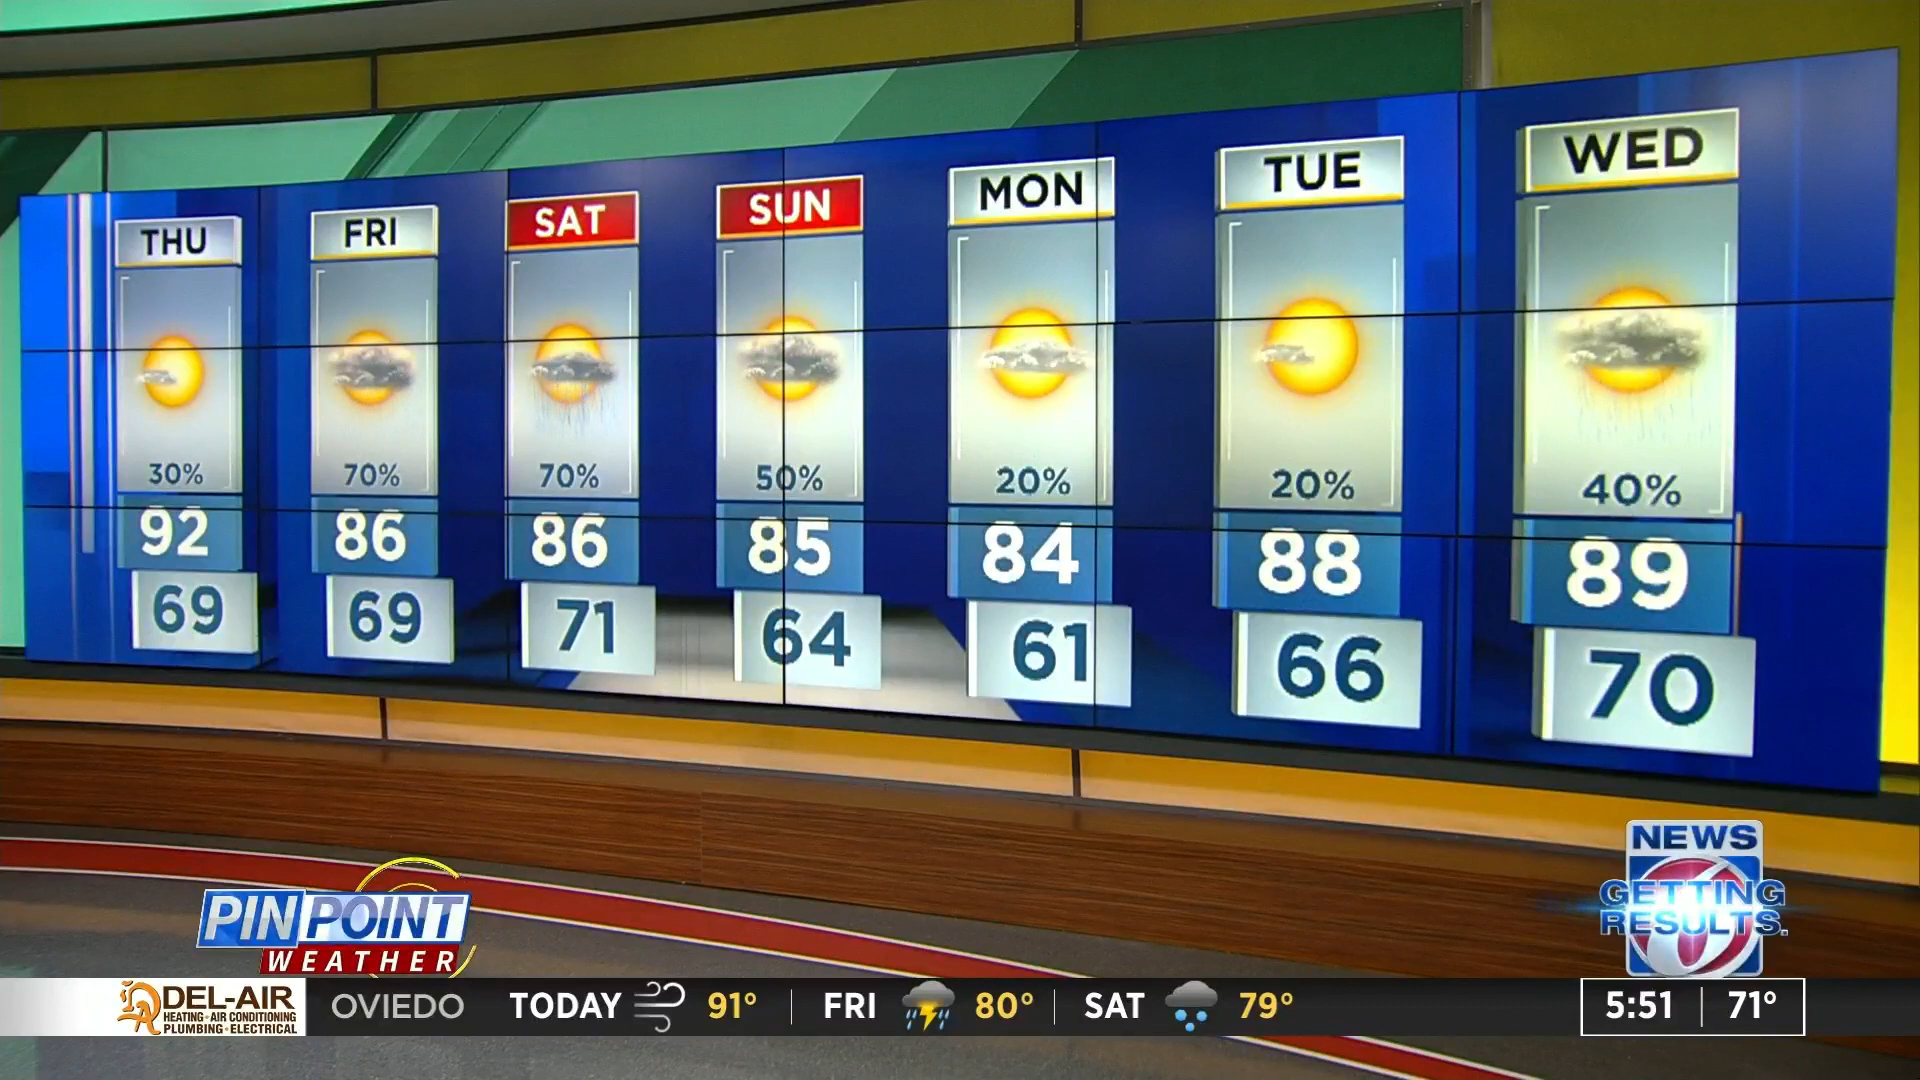 THU FRI SAT SUN MON TUE WED
30% 70% 70% 50% 20% 20% 40%
92 86 86 85 84 88 89
69 69 71 64 61 66 70
PINPOINT
WEATHER
NEWS
6
GETTING
RESULTS.
DEL-AIR
HEATING • AIR CONDITIONING
PLUMBING • ELECTRICAL
OVIEDO TODAY 91° FRI 80° SAT 79°
5:51 71°